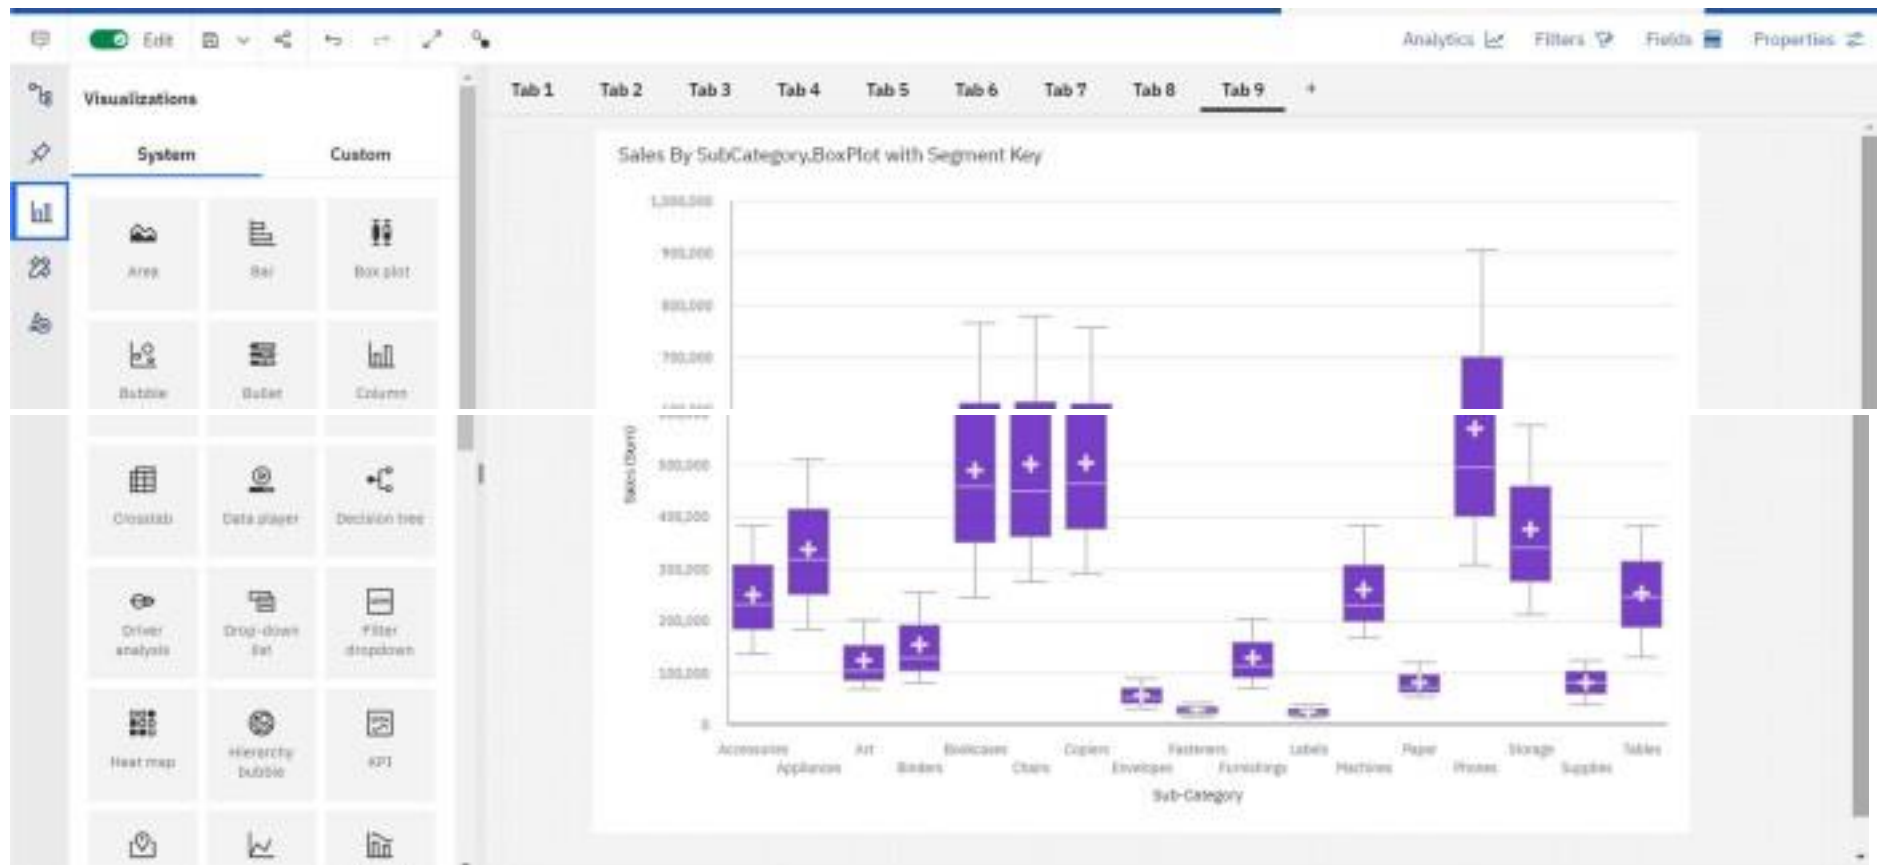 Edit
Analytics Filters Fields Properties
Visualizations
System Custom
Area Bar Box plot
Bubble Bullet Column
Crosstab Data player Decision tree
Driver analysis
Drop-down list
Filter dropdown
Heat map
Hierarchy bubble
KPI
Tab 1 Tab 2 Tab 3 Tab 4 Tab 5 Tab 6 Tab 7 Tab 8 Tab 9 +
Sales By SubCategory,BoxPlot with Segment Key
1,000,000
900,000
800,000
700,000
500,000
400,000
300,000
200,000
100,000
0
Sales (Sum)
Accessories Art Bookcases Copiers Fasteners Labels Paper Storage Tables
Appliances Binders Chairs Envelopes Furnishings Machines Phones Supplies
Sub-Category